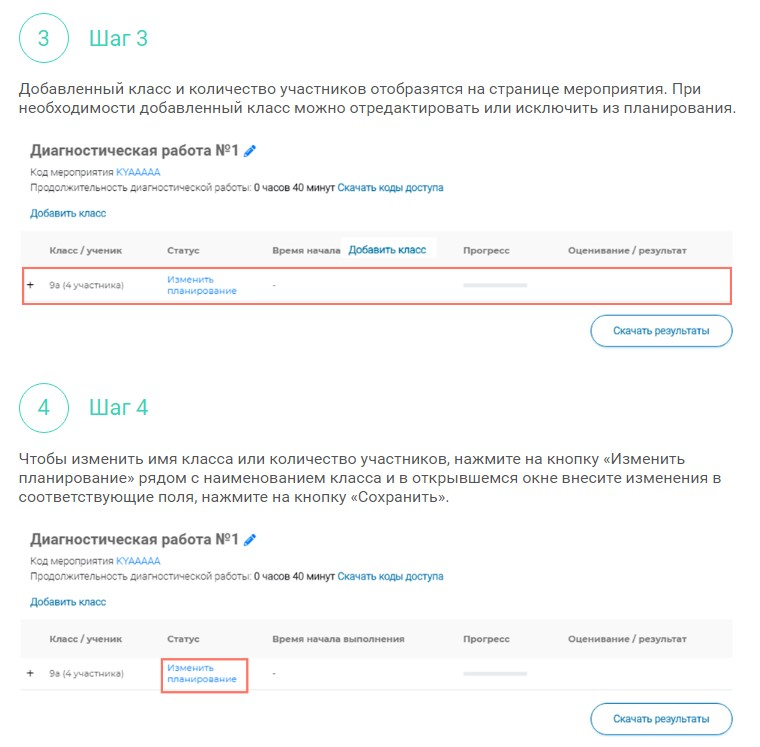 3 Шаг 3
Добавленный класс и количество участников отобразятся на странице мероприятия. При
необходимости добавленный класс можно отредактировать или исключить из планирования.
Диагностическая работа №1
Код мероприятия KYAAAAA
Продолжительность диагностической работы: 0 часов 40 минут Скачать коды доступа
Добавить класс
Класс / ученик Статус Время начала Добавить класс Прогресс Оценивание / результат
+ 9а (4 участника) Изменить - 
планирование
Скачать результаты
4 Шаг 4
Чтобы изменить имя класса или количество участников, нажмите на кнопку «Изменить
планирование» рядом с наименованием класса и в открывшемся окне внесите изменения в
соответствующие поля, нажмите на кнопку «Сохранить».
Диагностическая работа №1
Код мероприятия KYAAAAA
Продолжительность диагностической работы: 0 часов 40 минут Скачать коды доступа
Добавить класс
Класс / ученик Статус Время начала выполнения Прогресс Оценивание / результат
+ 9а (4 участника) Изменить -
планирование
Скачать результаты